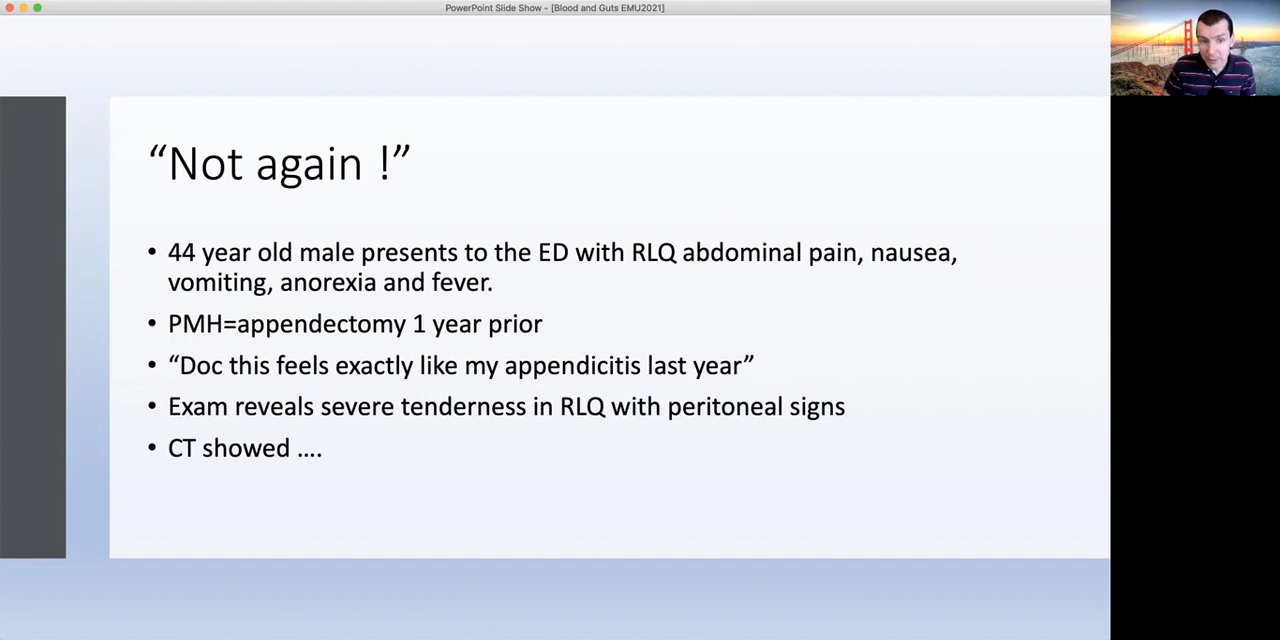 PowerPoint Slide Show - [Blood and Guts EMU2021]
“Not again !”
• 44 year old male presents to the ED with RLQ abdominal pain, nausea,
vomiting, anorexia and fever.
• PMH=appendectomy 1 year prior
• “Doc this feels exactly like my appendicitis last year”
• Exam reveals severe tenderness in RLQ with peritoneal signs
• CT showed ....